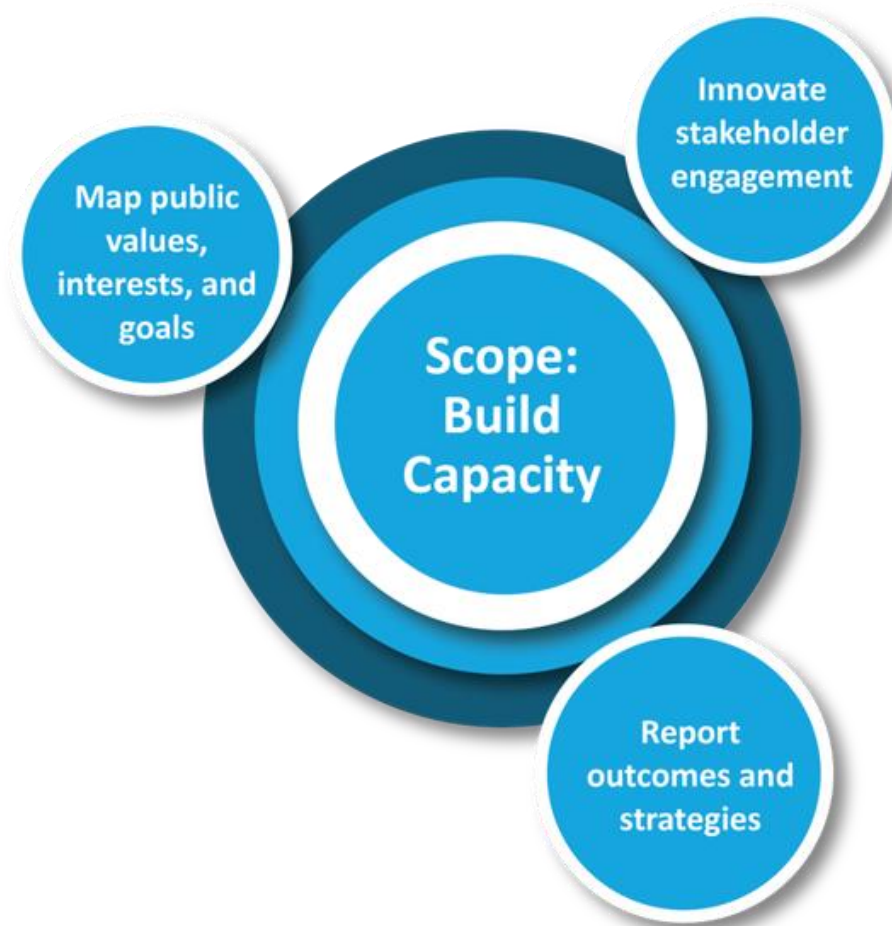 Innovate
stakeholder
engagement
Map public
values,
interests, and
goals
Scope:
Build
Capacity
Report
outcomes and
strategies